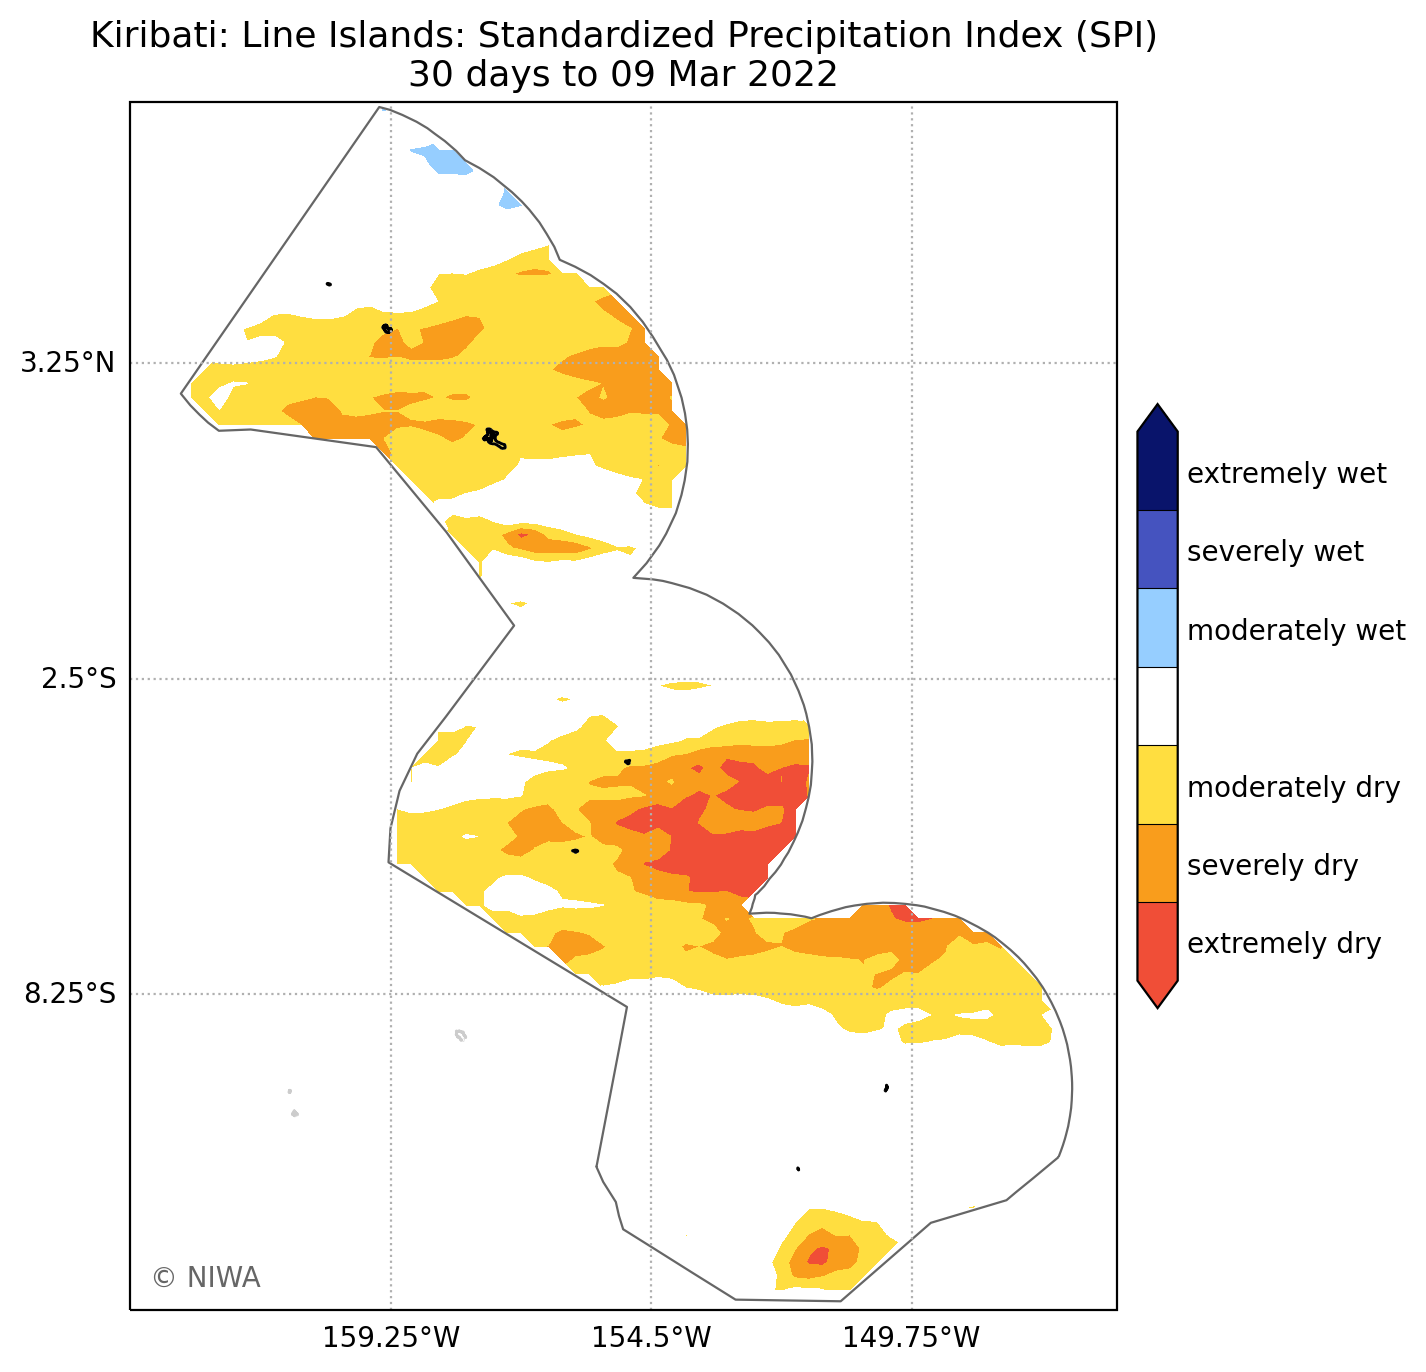 Kiribati: Line Islands: Standardized Precipitation Index (SPI)
30 days to 09 Mar 2022
3.25°N
2.5°S
8.25°S
extremely wet
severely wet
moderately wet
moderately dry
severely dry
extremely dry
© NIWA
159.25°W
154.5°W
149.75°W